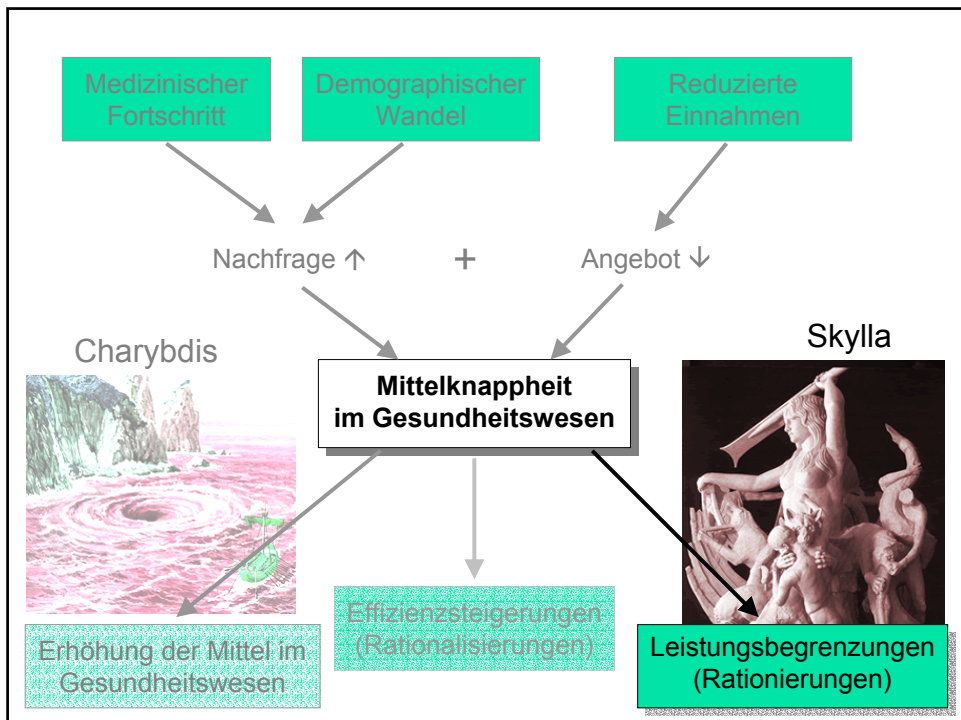 Medizinischer
Fortschritt
Demographischer
Wandel
Reduzierte
Einnahmen
Nachfrage ↑
+
Angebot ↓
Charybdis
Skylla
Mittelknappheit
im Gesundheitswesen
Erhöhung der Mittel im
Gesundheitswesen
Effizienzsteigerungen
(Rationalisierungen)
Leistungsbegrenzungen
(Rationierungen)